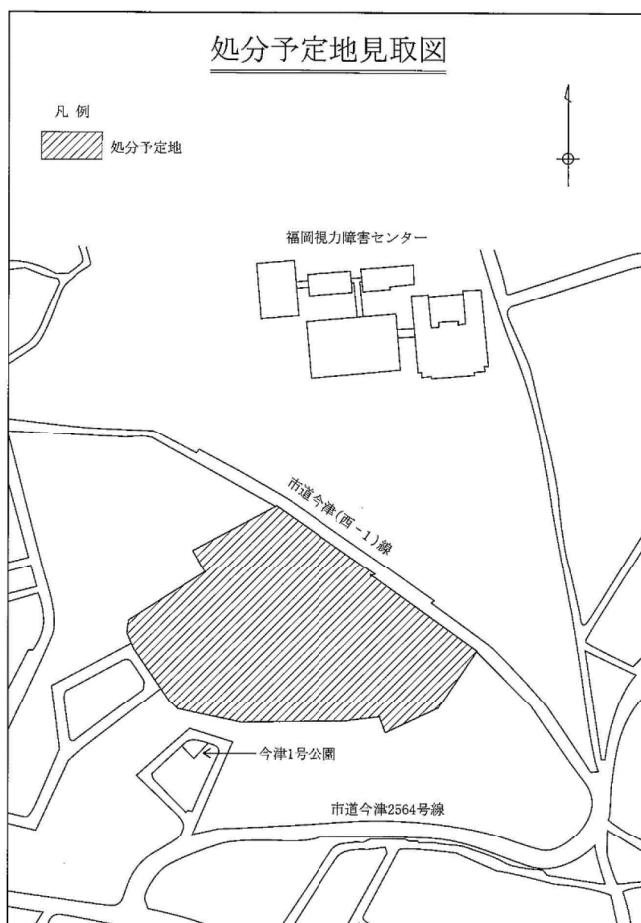 処分予定地見取図
凡 例
処分予定地
福岡視力障害センター
市道今津(西-1)線
今津1号公園
市道今津2564号線